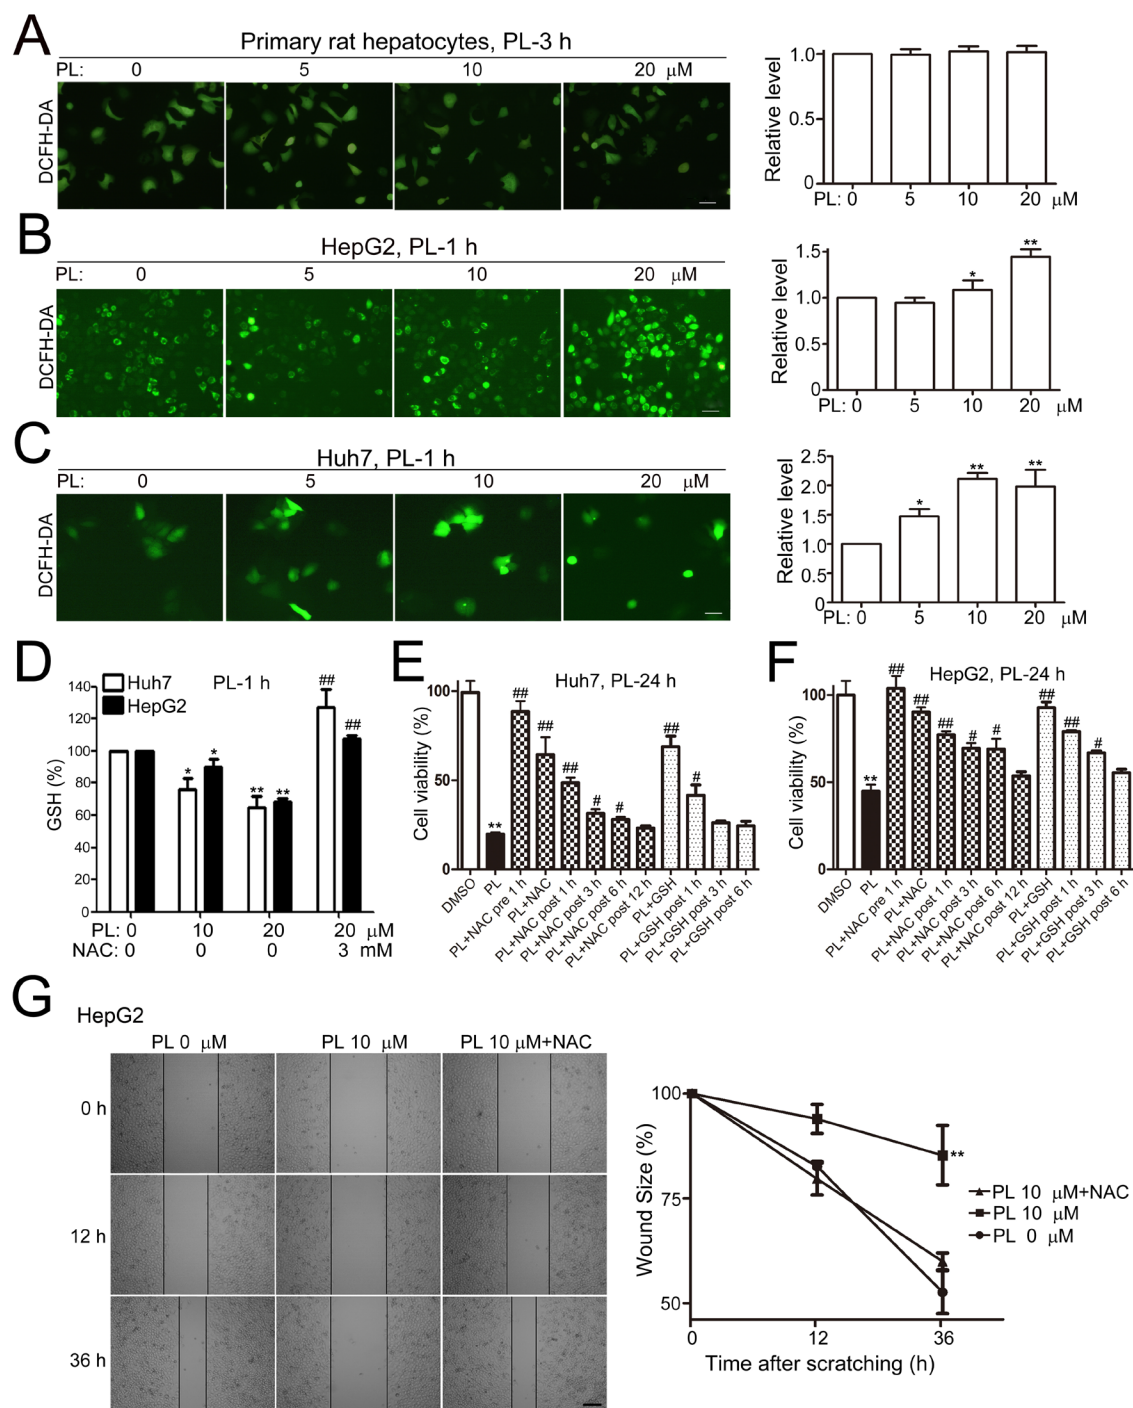 A
Primary rat hepatocytes, PL-3 h
PL: 0 5 10 20 μM
DCFH-DA
Relative level
1.0
0.5
0
PL: 0 5 10 20 μM
B
HepG2, PL-1 h
PL: 0 5 10 20 μM
DCFH-DA
Relative level
1.5
1.0
0.5
0
* **
PL: 0 5 10 20 μM
C
Huh7, PL-1 h
PL: 0 5 10 20 μM
DCFH-DA
Relative level
2.5
2.0
1.5
1.0
0.5
0
* ** **
PL: 0 5 10 20 μM
D
Huh7
HepG2
PL-1 h
GSH (%)
140
120
100
80
60
40
20
0
* * ** ** ## ##
PL: 0 10 20 20 μM
NAC: 0 0 0 3 mM
E
Huh7, PL-24 h
Cell viability (%)
100
50
0
** ## ## ## # # ## #
DMSO
PL
PL+NAC pre 1 h
PL+NAC
PL+NAC post 1 h
PL+NAC post 3 h
PL+NAC post 6 h
PL+NAC post 12 h
PL+GSH
PL+GSH post 1 h
PL+GSH post 3 h
PL+GSH post 6 h
F
HepG2, PL-24 h
Cell viability (%)
100
50
0
** ## ## ## # # ## ## #
DMSO
PL
PL+NAC pre 1 h
PL+NAC
PL+NAC post 1 h
PL+NAC post 3 h
PL+NAC post 6 h
PL+NAC post 12 h
PL+GSH
PL+GSH post 1 h
PL+GSH post 3 h
PL+GSH post 6 h
G
HepG2
PL 0 μM PL 10 μM PL 10 μM+NAC
0 h
12 h
36 h
Wound Size (%)
100
75
50
**
PL 10 μM+NAC
PL 10 μM
PL 0 μM
0 12 36
Time after scratching (h)